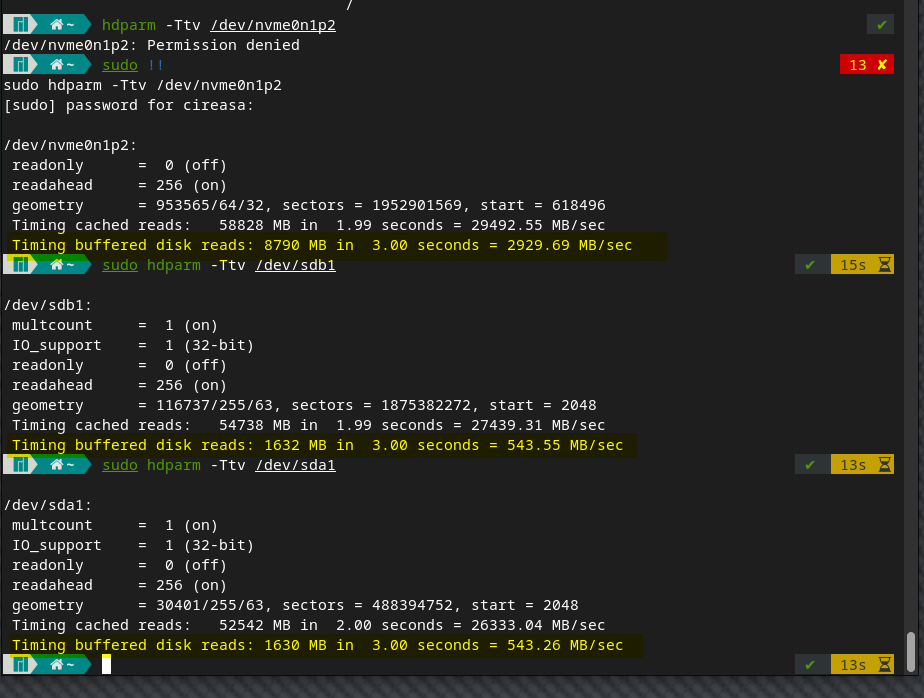 /
~ hdparm -Ttv /dev/nvme0n1p2 ✔
/dev/nvme0n1p2: Permission denied
~ sudo !! 13 ✘
sudo hdparm -Ttv /dev/nvme0n1p2
[sudo] password for cireasa:
/dev/nvme0n1p2:
readonly      =  0 (off)
readahead     = 256 (on)
geometry      = 953565/64/32, sectors = 1952901569, start = 618496
Timing cached reads:   58828 MB in  1.99 seconds = 29492.55 MB/sec
Timing buffered disk reads: 8790 MB in  3.00 seconds = 2929.69 MB/sec
~ sudo hdparm -Ttv /dev/sdb1 ✔ 15s
/dev/sdb1:
multcount     =  1 (on)
IO_support    =  1 (32-bit)
readonly      =  0 (off)
readahead     = 256 (on)
geometry      = 116737/255/63, sectors = 1875382272, start = 2048
Timing cached reads:   54738 MB in  1.99 seconds = 27439.31 MB/sec
Timing buffered disk reads: 1632 MB in  3.00 seconds = 543.55 MB/sec
~ sudo hdparm -Ttv /dev/sda1 ✔ 13s
/dev/sda1:
multcount     =  1 (on)
IO_support    =  1 (32-bit)
readonly      =  0 (off)
readahead     = 256 (on)
geometry      = 30401/255/63, sectors = 488394752, start = 2048
Timing cached reads:   52542 MB in  2.00 seconds = 26333.04 MB/sec
Timing buffered disk reads: 1630 MB in  3.00 seconds = 543.26 MB/sec
~ ✔ 13s